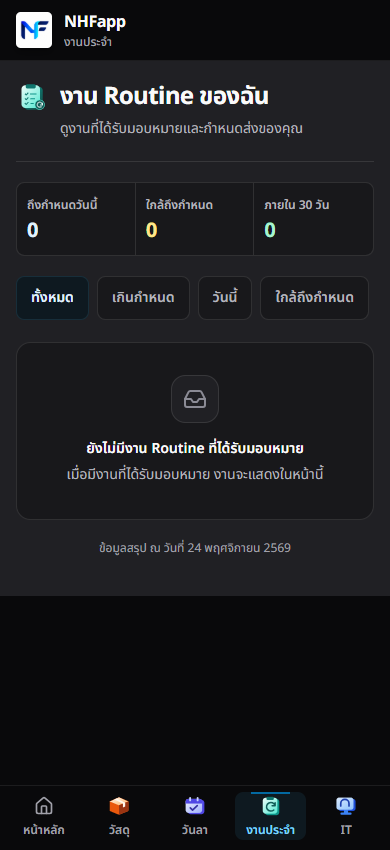 NHFapp
งานประจำ
งาน Routine ของฉัน
ดูงานที่ได้รับมอบหมายและกำหนดส่งของคุณ
ถึงกำหนดวันนี้
ใกล้ถึงกำหนด
ภายใน 30 วัน
0
0
0
ทั้งหมด
เกินกำหนด
วันนี้
ใกล้ถึงกำหนด
ยังไม่มีงาน Routine ที่ได้รับมอบหมาย
เมื่อมีงานที่ได้รับมอบหมาย งานจะแสดงในหน้านี้
ข้อมูลสรุป ณ วันที่ 24 พฤศจิกายน 2569
หน้าหลัก
วัสดุ
วันลา
งานประจำ
IT